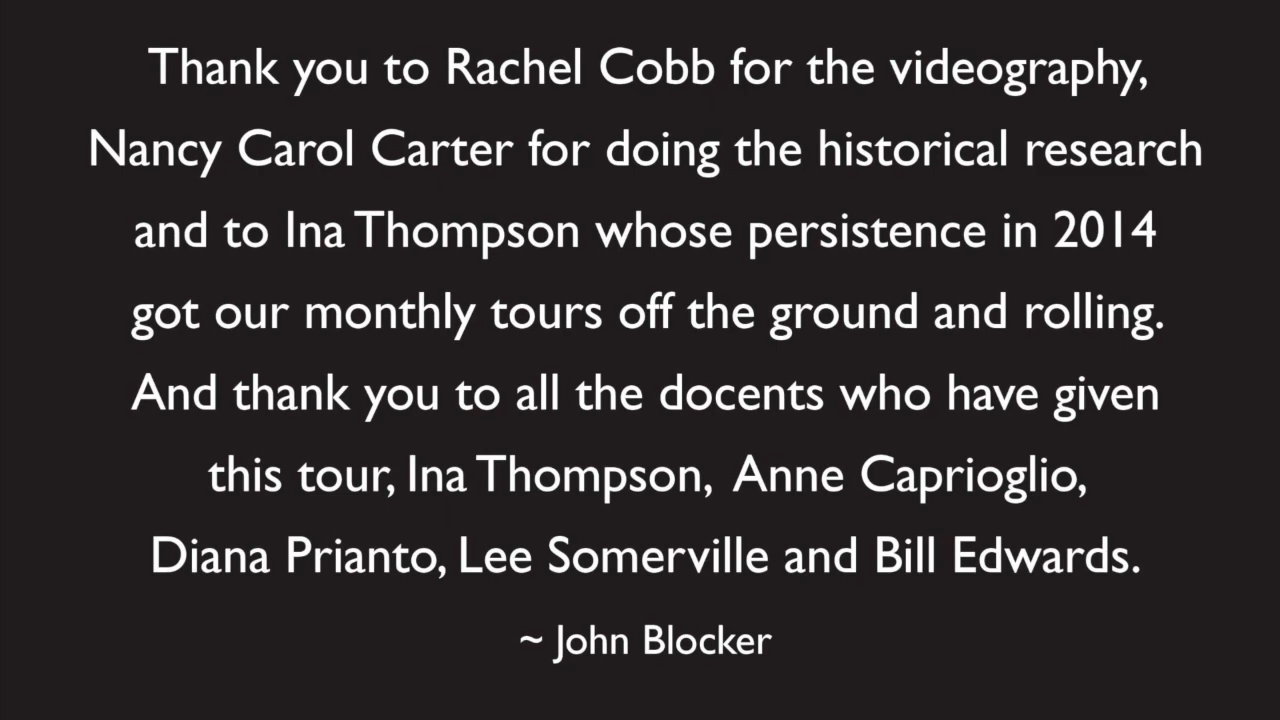 Thank you to Rachel Cobb for the videography,
Nancy Carol Carter for doing the historical research
and to Ina Thompson whose persistence in 2014
got our monthly tours off the ground and rolling.
And thank you to all the docents who have given
this tour, Ina Thompson, Anne Caprioglio,
Diana Prianto, Lee Somerville and Bill Edwards.
~ John Blocker